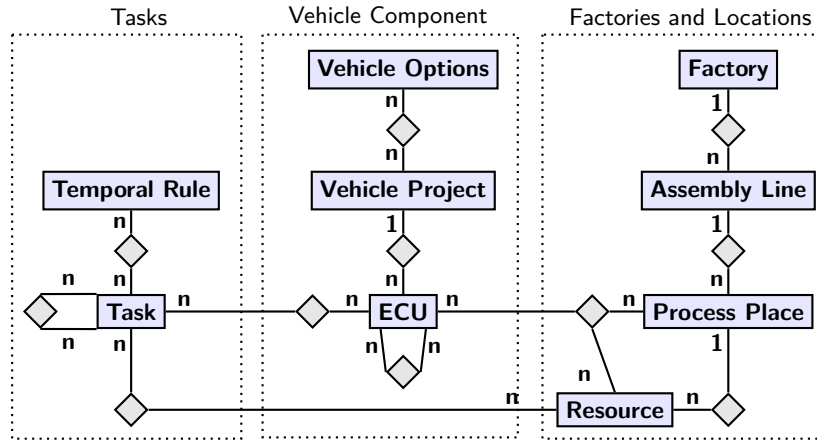 Tasks Vehicle Component Factories and Locations
Vehicle Options Factory
n 1
n n
Temporal Rule Vehicle Project Assembly Line
n 1 1
n n n n
Task n n ECU n n Process Place
n n n n 1
n
n Resource n